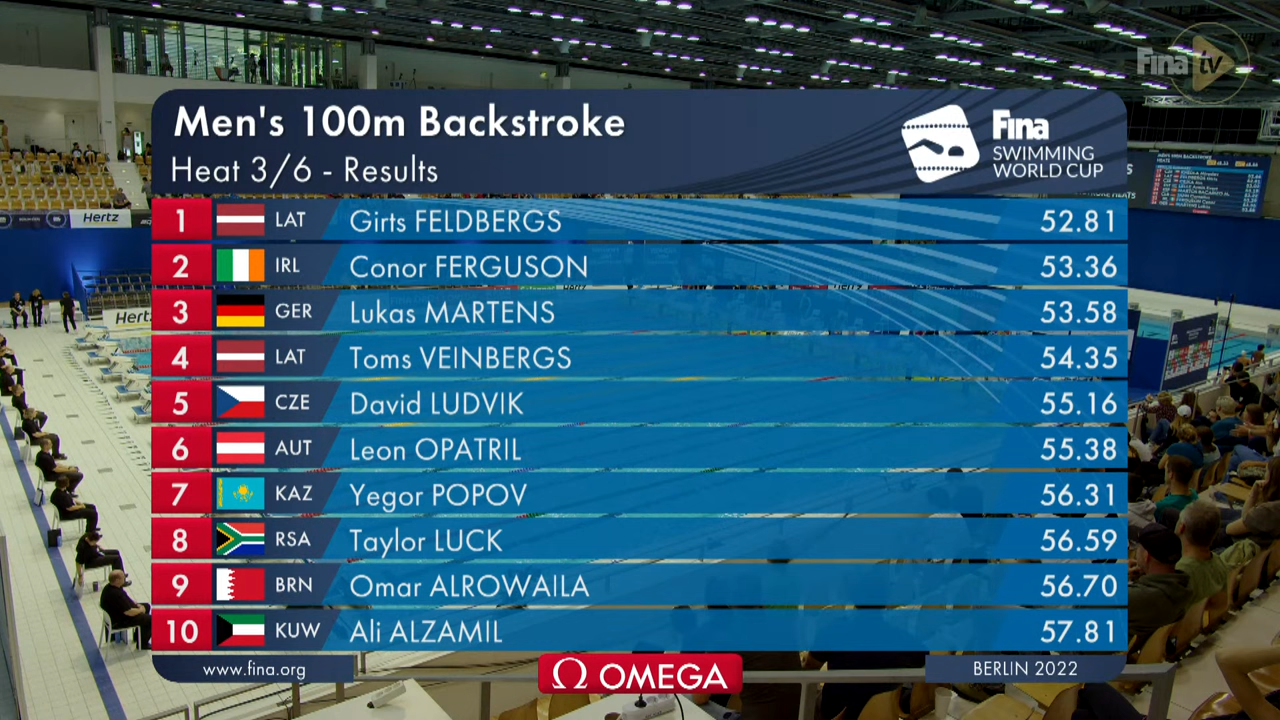 Fina tv
Men's 100m Backstroke
Heat 3/6 - Results
Fina
SWIMMING
WORLD CUP
1 LAT Girts FELDBERGS 52.81
2 IRL Conor FERGUSON 53.36
3 GER Lukas MARTENS 53.58
4 LAT Toms VEINBERGS 54.35
5 CZE David LUDVIK 55.16
6 AUT Leon OPATRIL 55.38
7 KAZ Yegor POPOV 56.31
8 RSA Taylor LUCK 56.59
9 BRN Omar ALROWAILA 56.70
10 KUW Ali ALZAMIL 57.81
www.fina.org
OMEGA
BERLIN 2022
Hertz